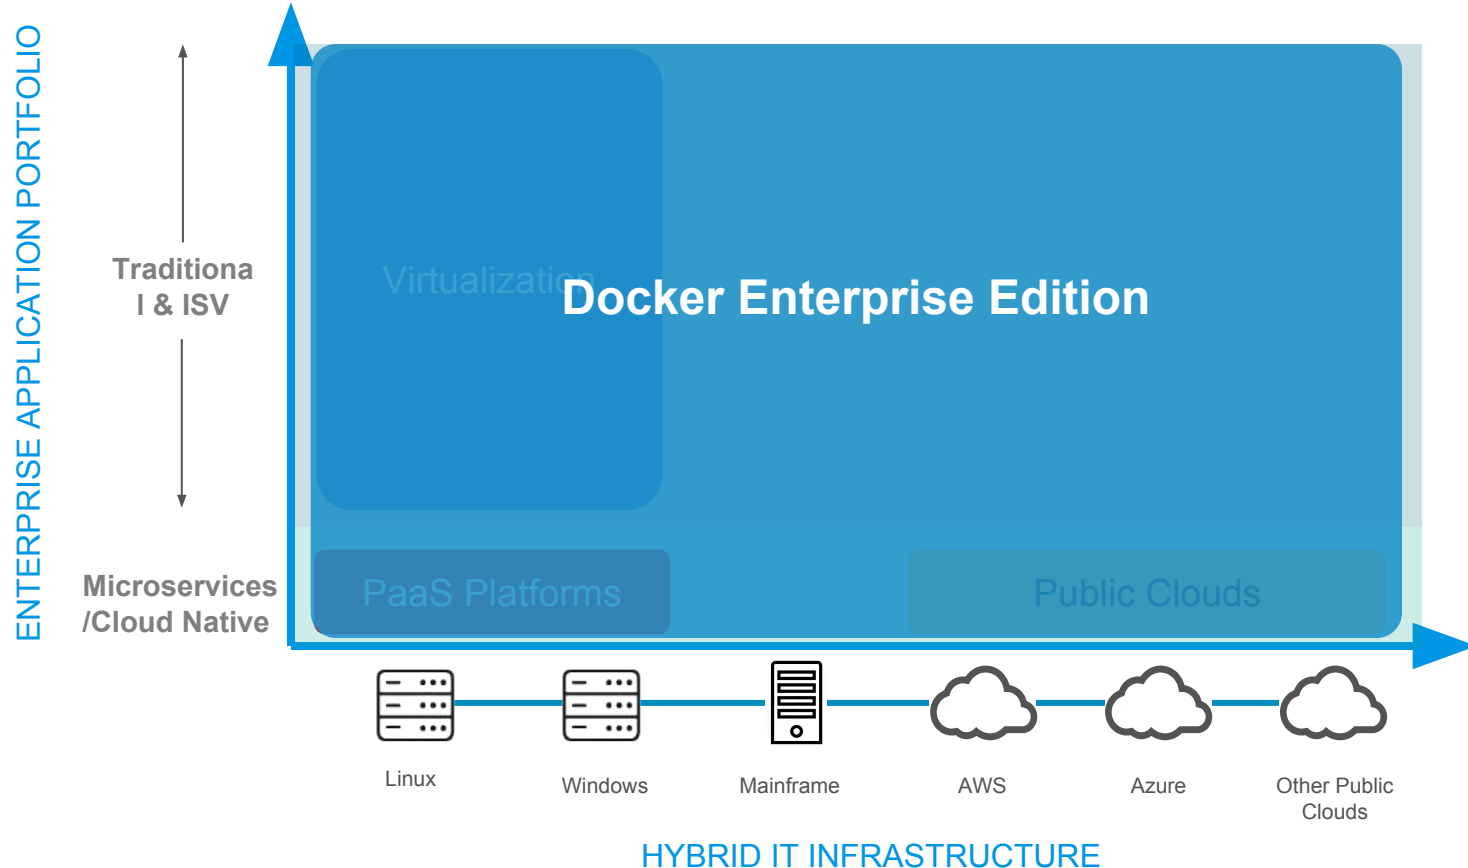 ENTERPRISE APPLICATION PORTFOLIO
Traditiona
l & ISV
Microservices
/Cloud Native
Virtualization
Docker Enterprise Edition
PaaS Platforms
Public Clouds
Linux
Windows
Mainframe
AWS
Azure
Other Public
Clouds
HYBRID IT INFRASTRUCTURE